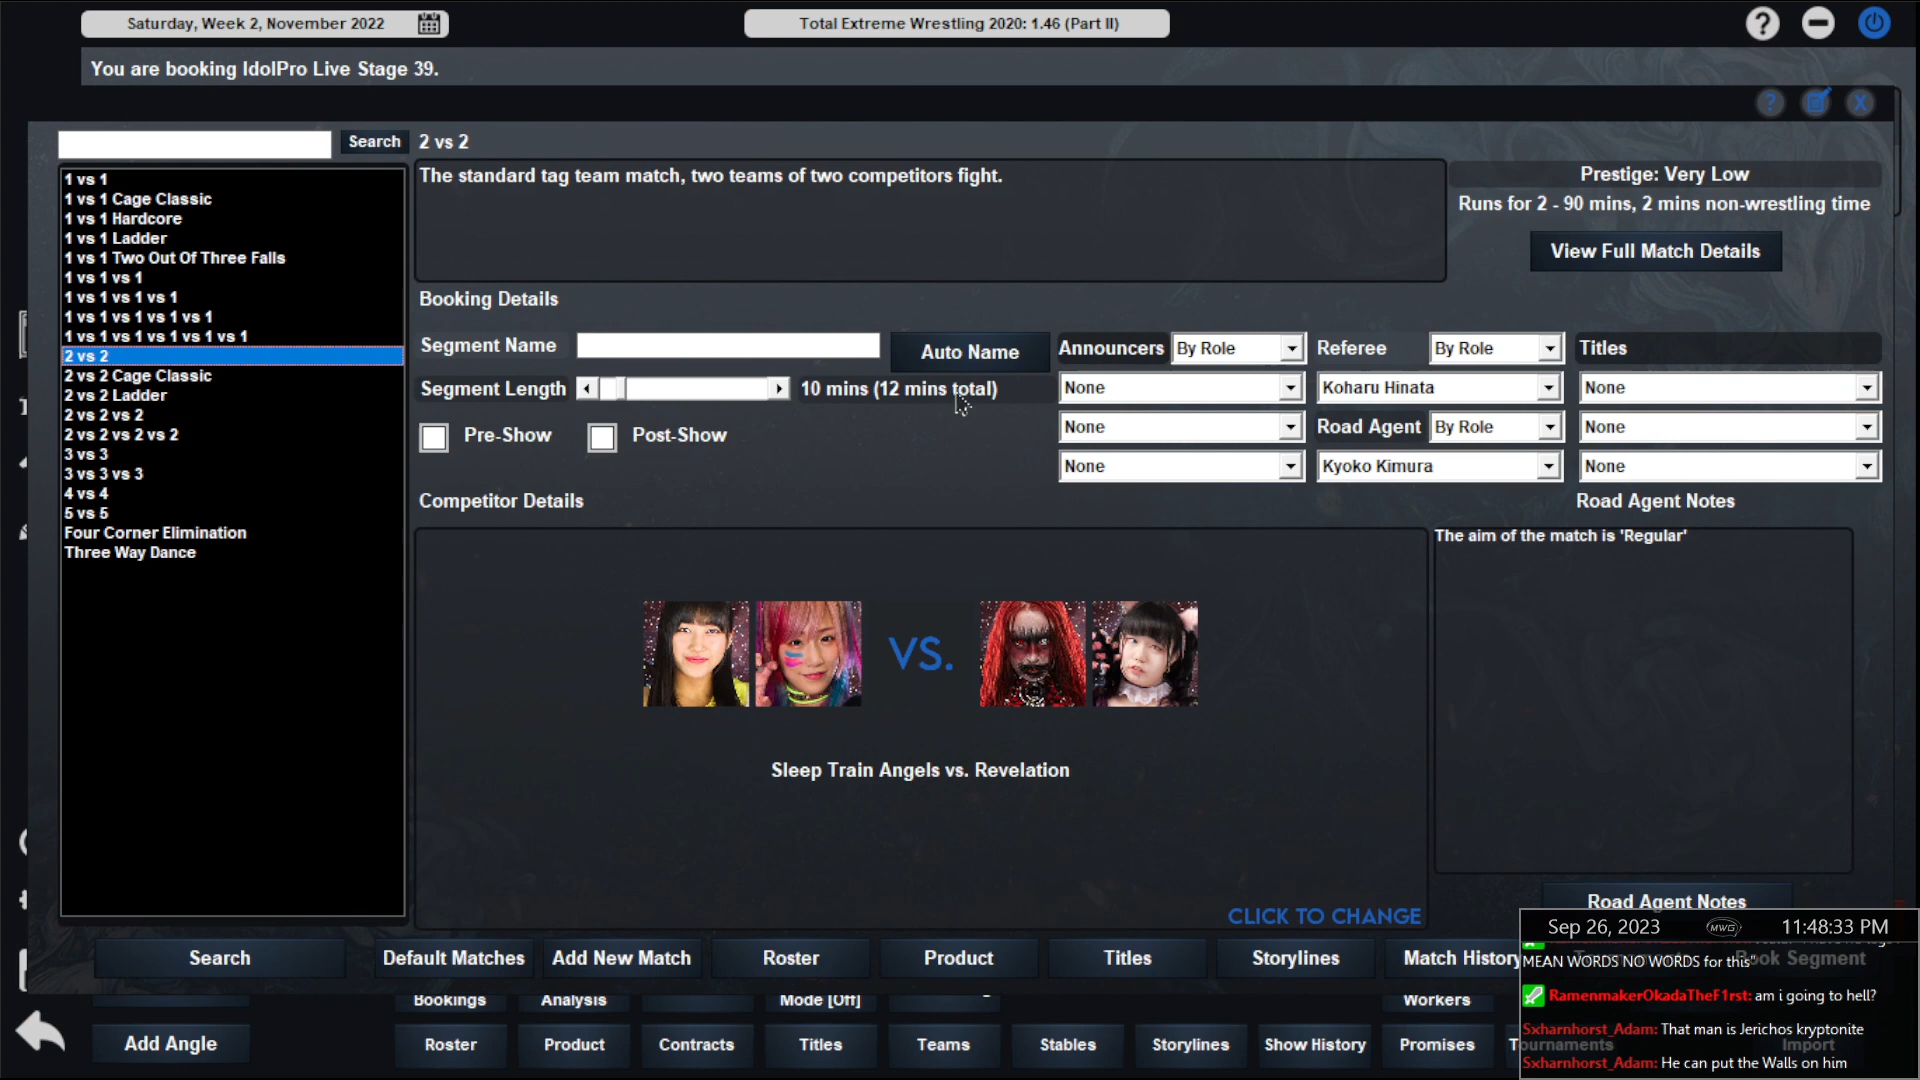 Saturday, Week 2, November 2022
Total Extreme Wrestling 2020: 1.46 (Part II)
?
You are booking IdolPro Live Stage 39.
? X
Search
2 vs 2
1 vs 1
1 vs 1 Cage Classic
1 vs 1 Hardcore
1 vs 1 Ladder
1 vs 1 Two Out Of Three Falls
1 vs 1 vs 1
1 vs 1 vs 1 vs 1
1 vs 1 vs 1 vs 1 vs 1
1 vs 1 vs 1 vs 1 vs 1 vs 1
2 vs 2
2 vs 2 Cage Classic
2 vs 2 Ladder
2 vs 2 vs 2
2 vs 2 vs 2 vs 2
3 vs 3
3 vs 3 vs 3
4 vs 4
5 vs 5
Four Corner Elimination
Three Way Dance
The standard tag team match, two teams of two competitors fight.
Prestige: Very Low
Runs for 2 - 90 mins, 2 mins non-wrestling time
View Full Match Details
Booking Details
Segment Name
Auto Name
Segment Length
10 mins (12 mins total)
Pre-Show
Post-Show
Announcers
By Role
None
None
None
Referee
By Role
Koharu Hinata
Road Agent
By Role
Kyoko Kimura
Titles
None
None
None
Competitor Details
Road Agent Notes
The aim of the match is 'Regular'
VS.
Sleep Train Angels vs. Revelation
CLICK TO CHANGE
Road Agent Notes
Search
Default Matches
Add New Match
Roster
Product
Titles
Storylines
Match History
Book Segment
Bookings
Analysis
Mode [Off]
Workers
Add Angle
Roster
Product
Contracts
Titles
Teams
Stables
Storylines
Show History
Promises
Tournaments
Import
Sep 26, 2023
MWG
11:48:33 PM
MEAN WORDS NO WORDS for this"
RamenmakerOkadaTheF1rst: am i going to hell?
Sxharnhorst_Adam: That man is Jerichos kryptonite
Sxharnhorst_Adam: He can put the Walls on him